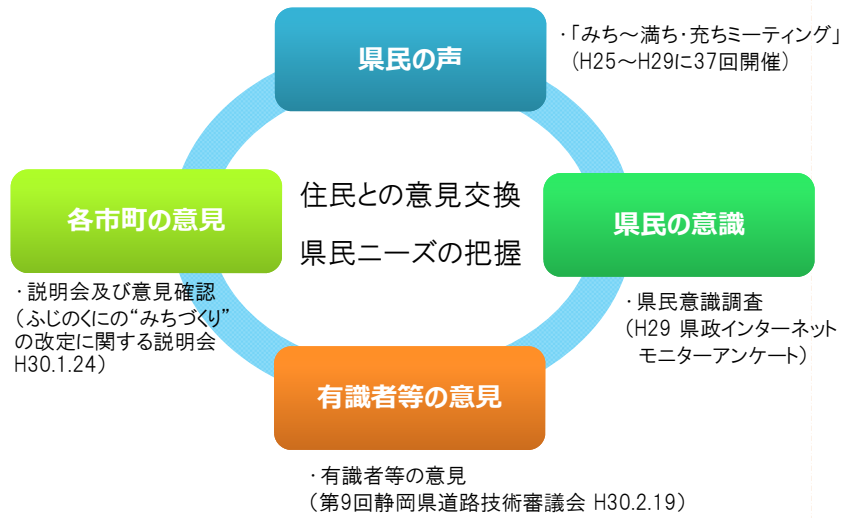 県民の声
・「みち～満ち・充ちミーティング」
（H25～H29に37回開催）
各市町の意見
住民との意見交換
県民ニーズの把握
県民の意識
・説明会及び意見確認
（ふじのくにの“みちづくり”
の改定に関する説明会
H30.1.24）
・県民意識調査
（H29 県政インターネット
モニターアンケート）
有識者等の意見
・有識者等の意見
（第9回静岡県道路技術審議会 H30.2.19）